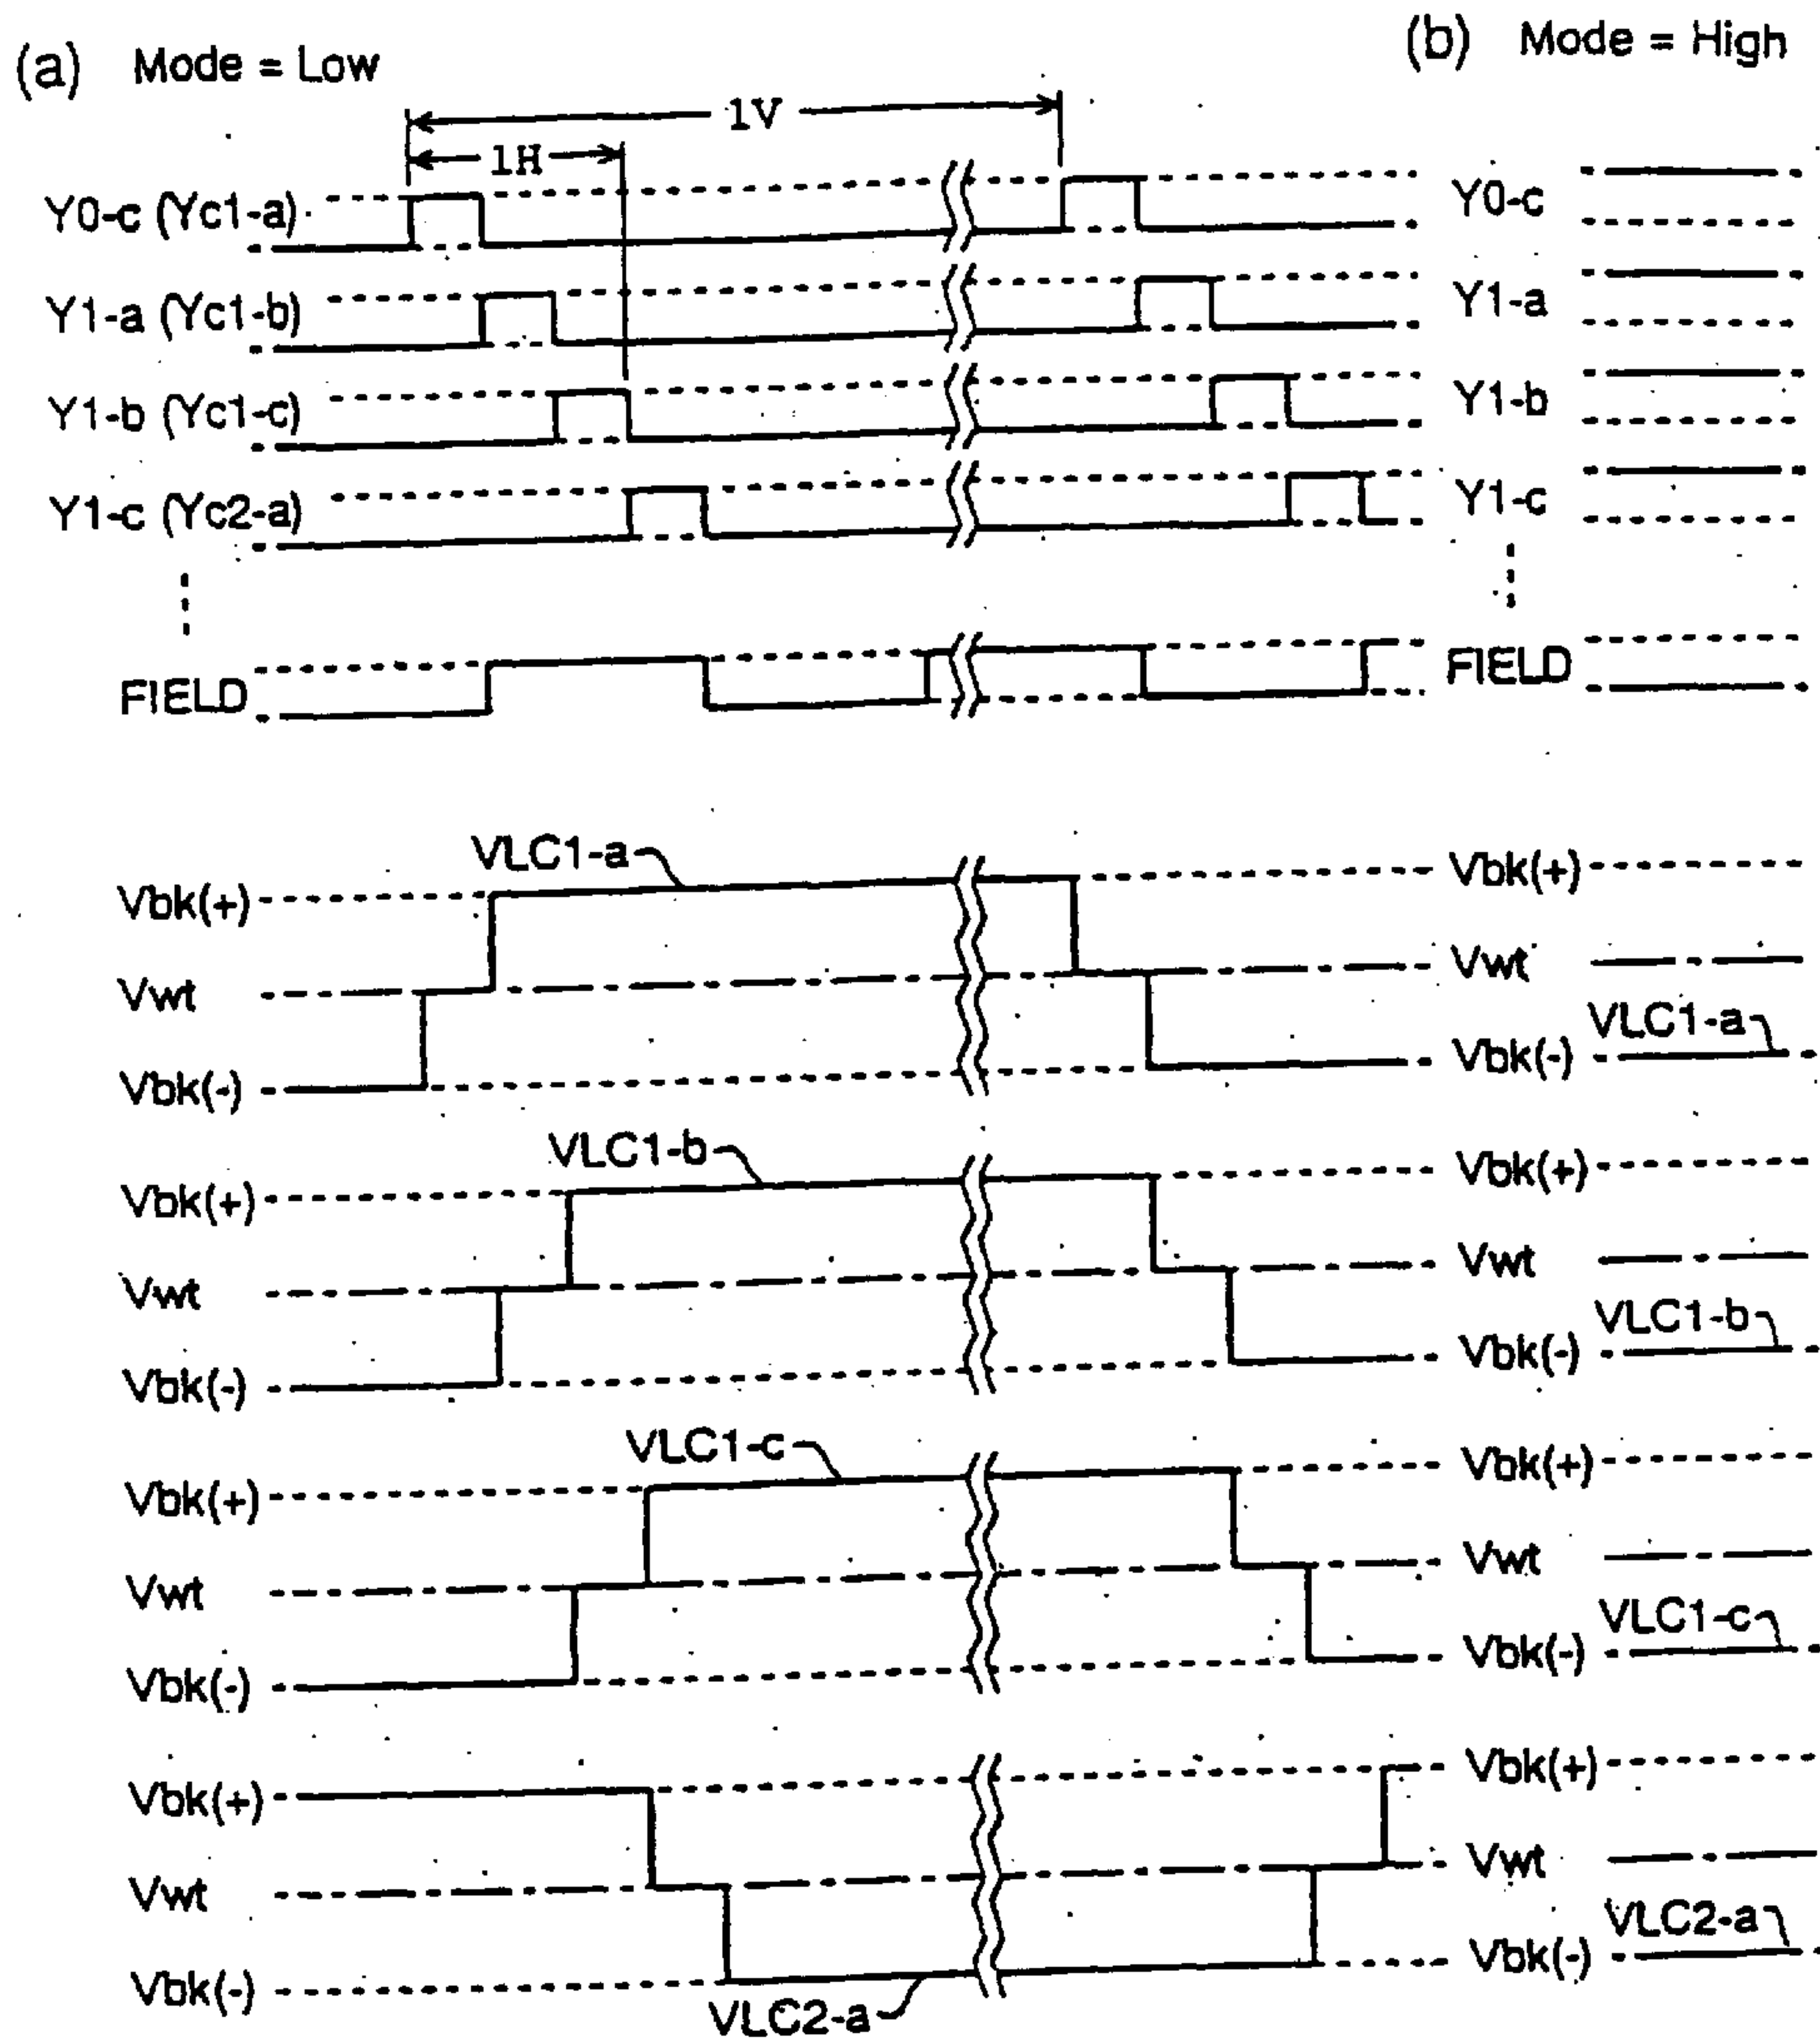 (a) Mode = Low
(b) Mode = High
1V
1H
Y0-c (Yc1-a)
Y0-c
Y1-a (Yc1-b)
Y1-a
Y1-b (Yc1-c)
Y1-b
Y1-c (Yc2-a)
Y1-c
FIELD
FIELD
VLC1-a
Vbk(+)
Vbk(+)
Vwt
Vwt
VLC1-a
Vbk(-)
Vbk(-)
VLC1-b
Vbk(+)
Vbk(+)
Vwt
Vwt
VLC1-b
Vbk(-)
Vbk(-)
VLC1-c
Vbk(+)
Vbk(+)
Vwt
Vwt
VLC1-c
Vbk(-)
Vbk(-)
Vbk(+)
Vbk(+)
Vwt
Vwt
VLC2-a
Vbk(-)
Vbk(-)
VLC2-a